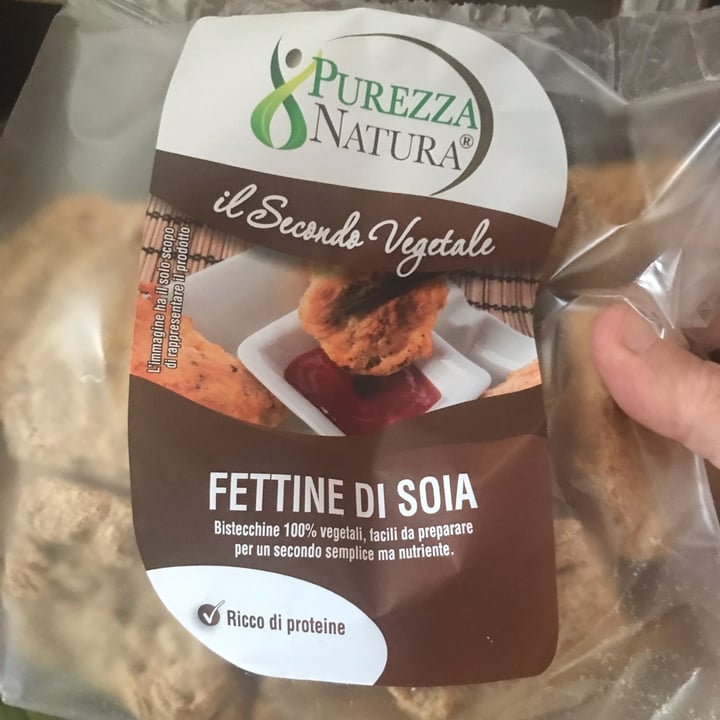 PUREZZA
NATURA®
il Secondo Vegetale
L'immagine ha il solo scopo
di rappresentare il prodotto
FETTINE DI SOIA
Bistecchine 100% vegetali, facili da preparare
per un secondo semplice ma nutriente.
Ricco di proteine